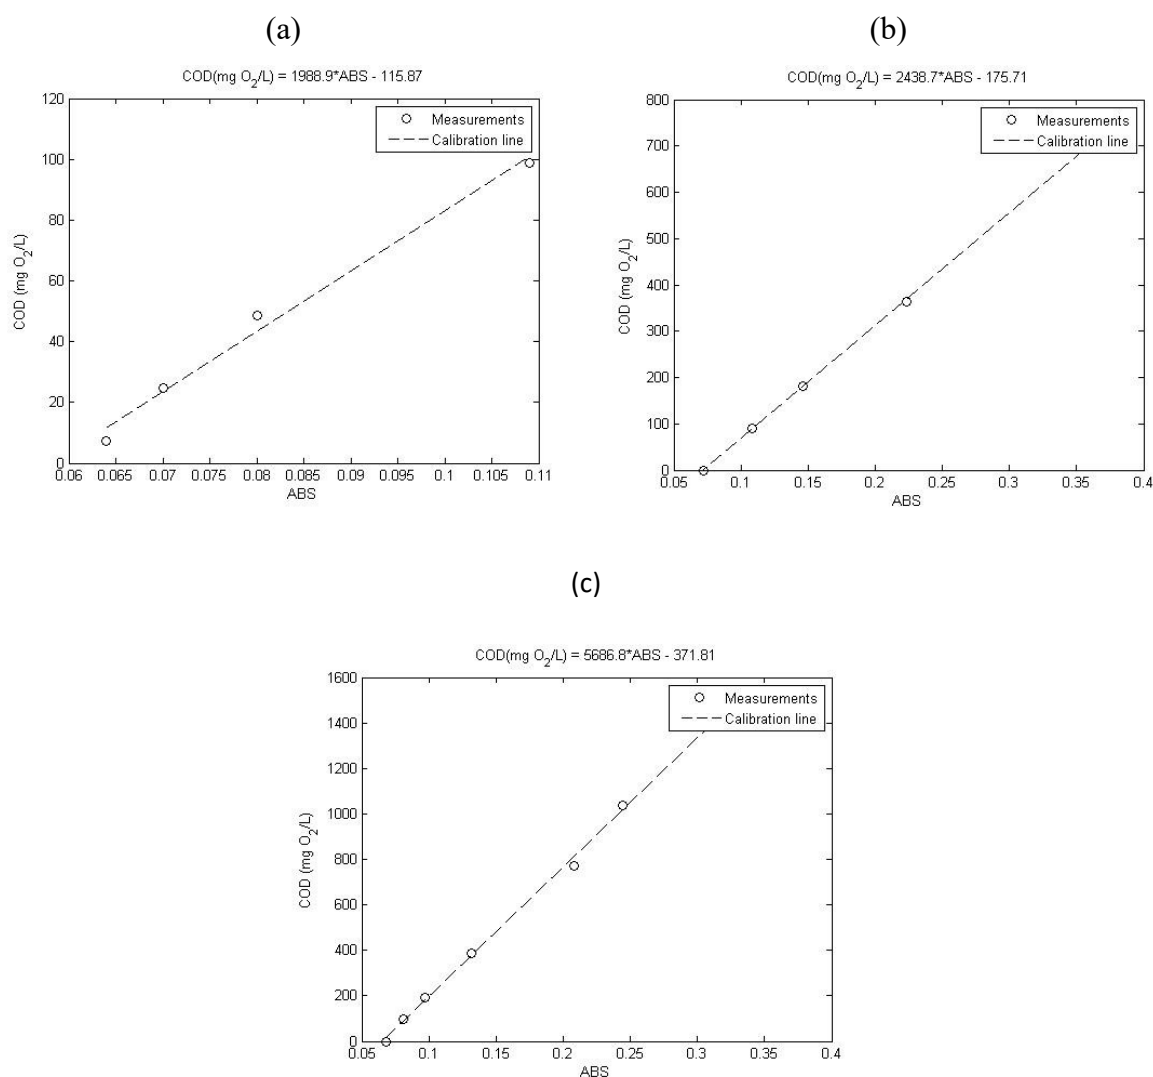 (a)
COD(mg O2/L) = 1988.9*ABS - 115.87
Measurements
Calibration line
120
100
80
60
40
20
0
COD (mg O2/L)
0.06 0.065 0.07 0.075 0.08 0.085 0.09 0.095 0.1 0.105 0.11
ABS
(b)
COD(mg O2/L) = 2438.7*ABS - 175.71
Measurements
Calibration line
800
700
600
500
400
300
200
100
0
COD (mg O2/L)
0.05 0.1 0.15 0.2 0.25 0.3 0.35 0.4
ABS
(c)
COD(mg O2/L) = 5686.8*ABS - 371.81
Measurements
Calibration line
1600
1400
1200
1000
800
600
400
200
0
COD (mg O2/L)
0.05 0.1 0.15 0.2 0.25 0.3 0.35 0.4
ABS